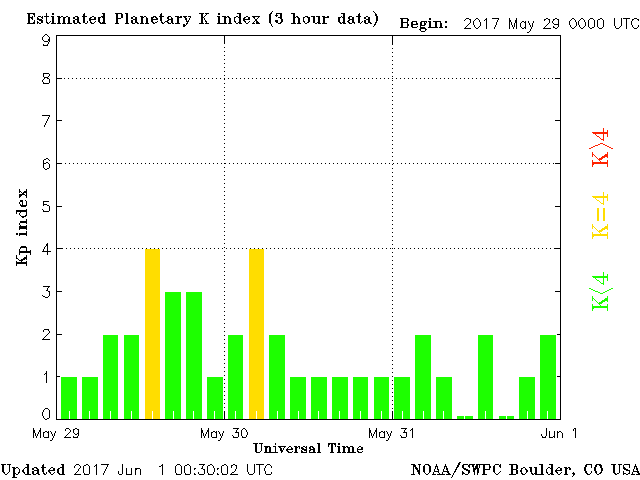 Estimated Planetary K index (3 hour data) Begin: 2017 May 29 0000 UTC
9
8
7
6
5
4
3
2
1
0
Kp index
K>4
K=4
K<4
May 29 May 30 May 31 Jun 1
Universal Time
Updated 2017 Jun 1 00:30:02 UTC NOAA/SWPC Boulder, CO USA